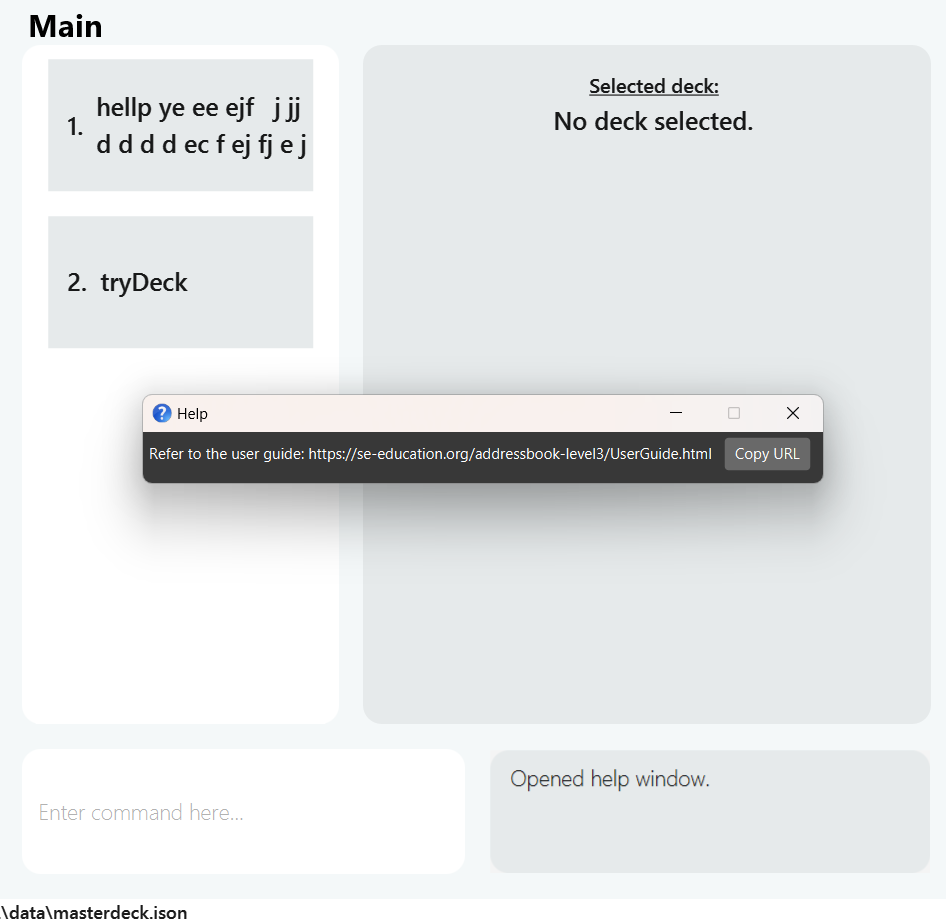 Main
1.
hellp ye ee ejf   j jj
d d d d ec f ej fj e j
2. tryDeck
Selected deck:
No deck selected.
Help
Refer to the user guide: https://se-education.org/addressbook-level3/UserGuide.html
Copy URL
Enter command here...
Opened help window.
.\data\masterdeck.json